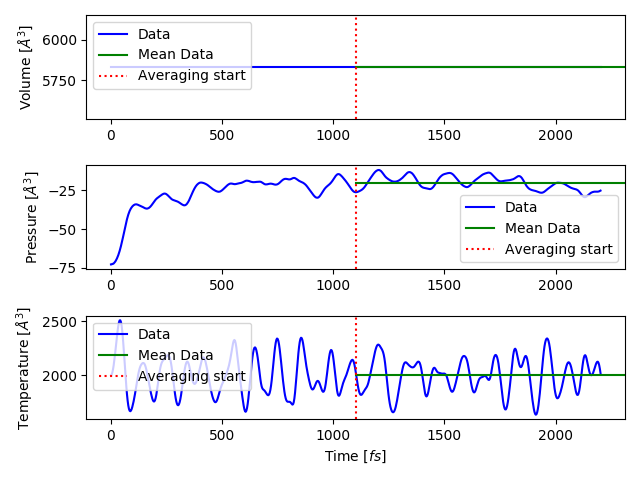 Volume [Å³]
6000
5750
Data
Mean Data
Averaging start
0 500 1000 1500 2000
Pressure [Å³]
−25
−50
−75
Data
Mean Data
Averaging start
0 500 1000 1500 2000
Temperature [Å³]
2500
2000
Data
Mean Data
Averaging start
0 500 1000 1500 2000
Time [fs]